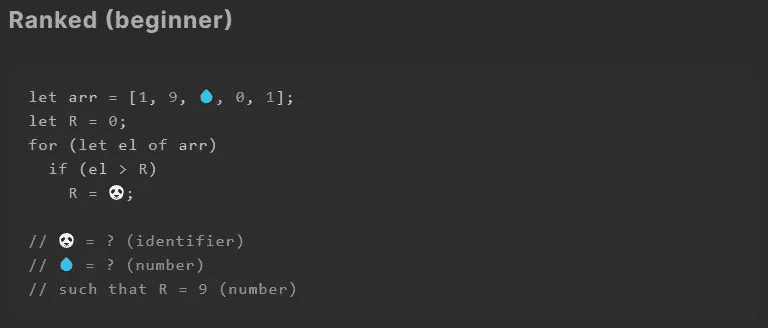 Ranked (beginner)
let arr = [1, 9, 💧, 0, 1];
let R = 0;
for (let el of arr)
  if (el > R)
    R = 🐼;
// 🐼 = ? (identifier)
// 💧 = ? (number)
// such that R = 9 (number)